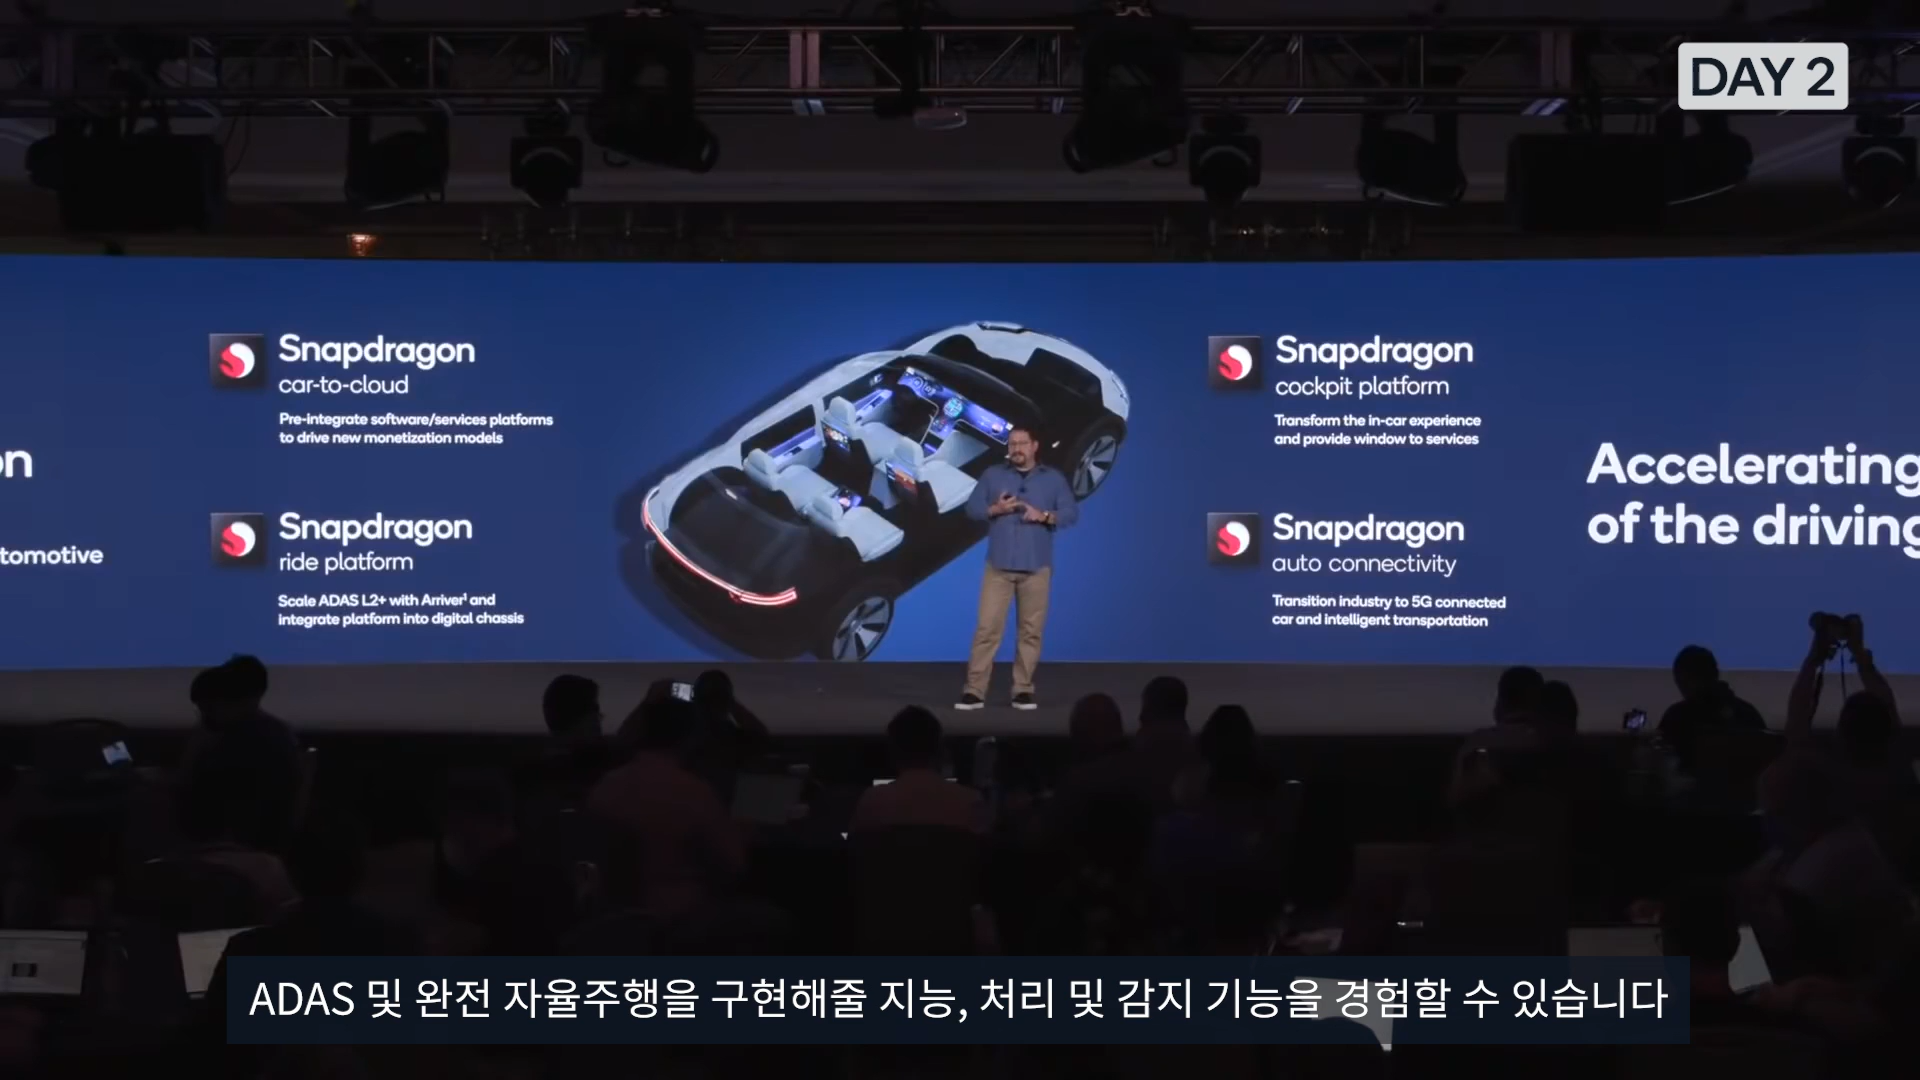 DAY 2
on
tomotive
Snapdragon
car-to-cloud
Pre-integrate software/services platforms
to drive new monetization models
Snapdragon
ride platform
Scale ADAS L2+ with Arriver¹ and
integrate platform into digital chassis
Snapdragon
cockpit platform
Transform the in-car experience
and provide window to services
Snapdragon
auto connectivity
Transition industry to 5G connected
car and intelligent transportation
Accelerating
of the driving
ADAS 및 완전 자율주행을 구현해줄 지능, 처리 및 감지 기능을 경험할 수 있습니다